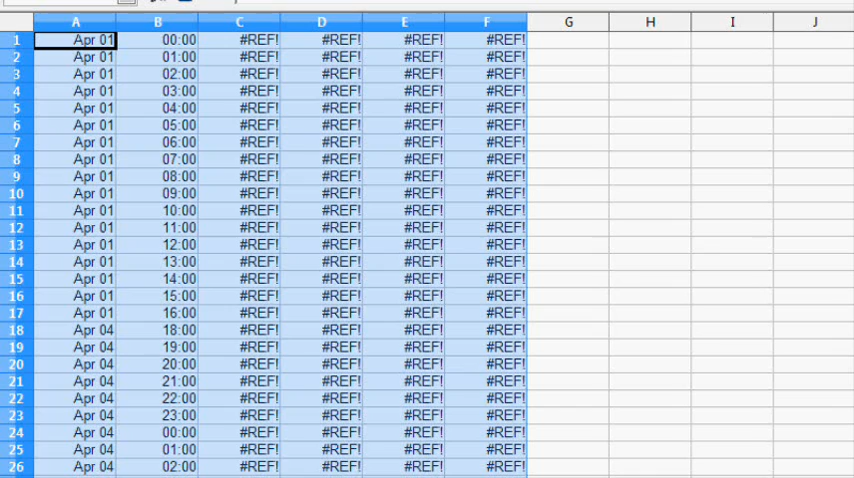 A B C D E F G H I J
1 Apr 01 00:00 #REF! #REF! #REF! #REF!
2 Apr 01 01:00 #REF! #REF! #REF! #REF!
3 Apr 01 02:00 #REF! #REF! #REF! #REF!
4 Apr 01 03:00 #REF! #REF! #REF! #REF!
5 Apr 01 04:00 #REF! #REF! #REF! #REF!
6 Apr 01 05:00 #REF! #REF! #REF! #REF!
7 Apr 01 06:00 #REF! #REF! #REF! #REF!
8 Apr 01 07:00 #REF! #REF! #REF! #REF!
9 Apr 01 08:00 #REF! #REF! #REF! #REF!
10 Apr 01 09:00 #REF! #REF! #REF! #REF!
11 Apr 01 10:00 #REF! #REF! #REF! #REF!
12 Apr 01 11:00 #REF! #REF! #REF! #REF!
13 Apr 01 12:00 #REF! #REF! #REF! #REF!
14 Apr 01 13:00 #REF! #REF! #REF! #REF!
15 Apr 01 14:00 #REF! #REF! #REF! #REF!
16 Apr 01 15:00 #REF! #REF! #REF! #REF!
17 Apr 01 16:00 #REF! #REF! #REF! #REF!
18 Apr 04 18:00 #REF! #REF! #REF! #REF!
19 Apr 04 19:00 #REF! #REF! #REF! #REF!
20 Apr 04 20:00 #REF! #REF! #REF! #REF!
21 Apr 04 21:00 #REF! #REF! #REF! #REF!
22 Apr 04 22:00 #REF! #REF! #REF! #REF!
23 Apr 04 23:00 #REF! #REF! #REF! #REF!
24 Apr 04 00:00 #REF! #REF! #REF! #REF!
25 Apr 04 01:00 #REF! #REF! #REF! #REF!
26 Apr 04 02:00 #REF! #REF! #REF! #REF!